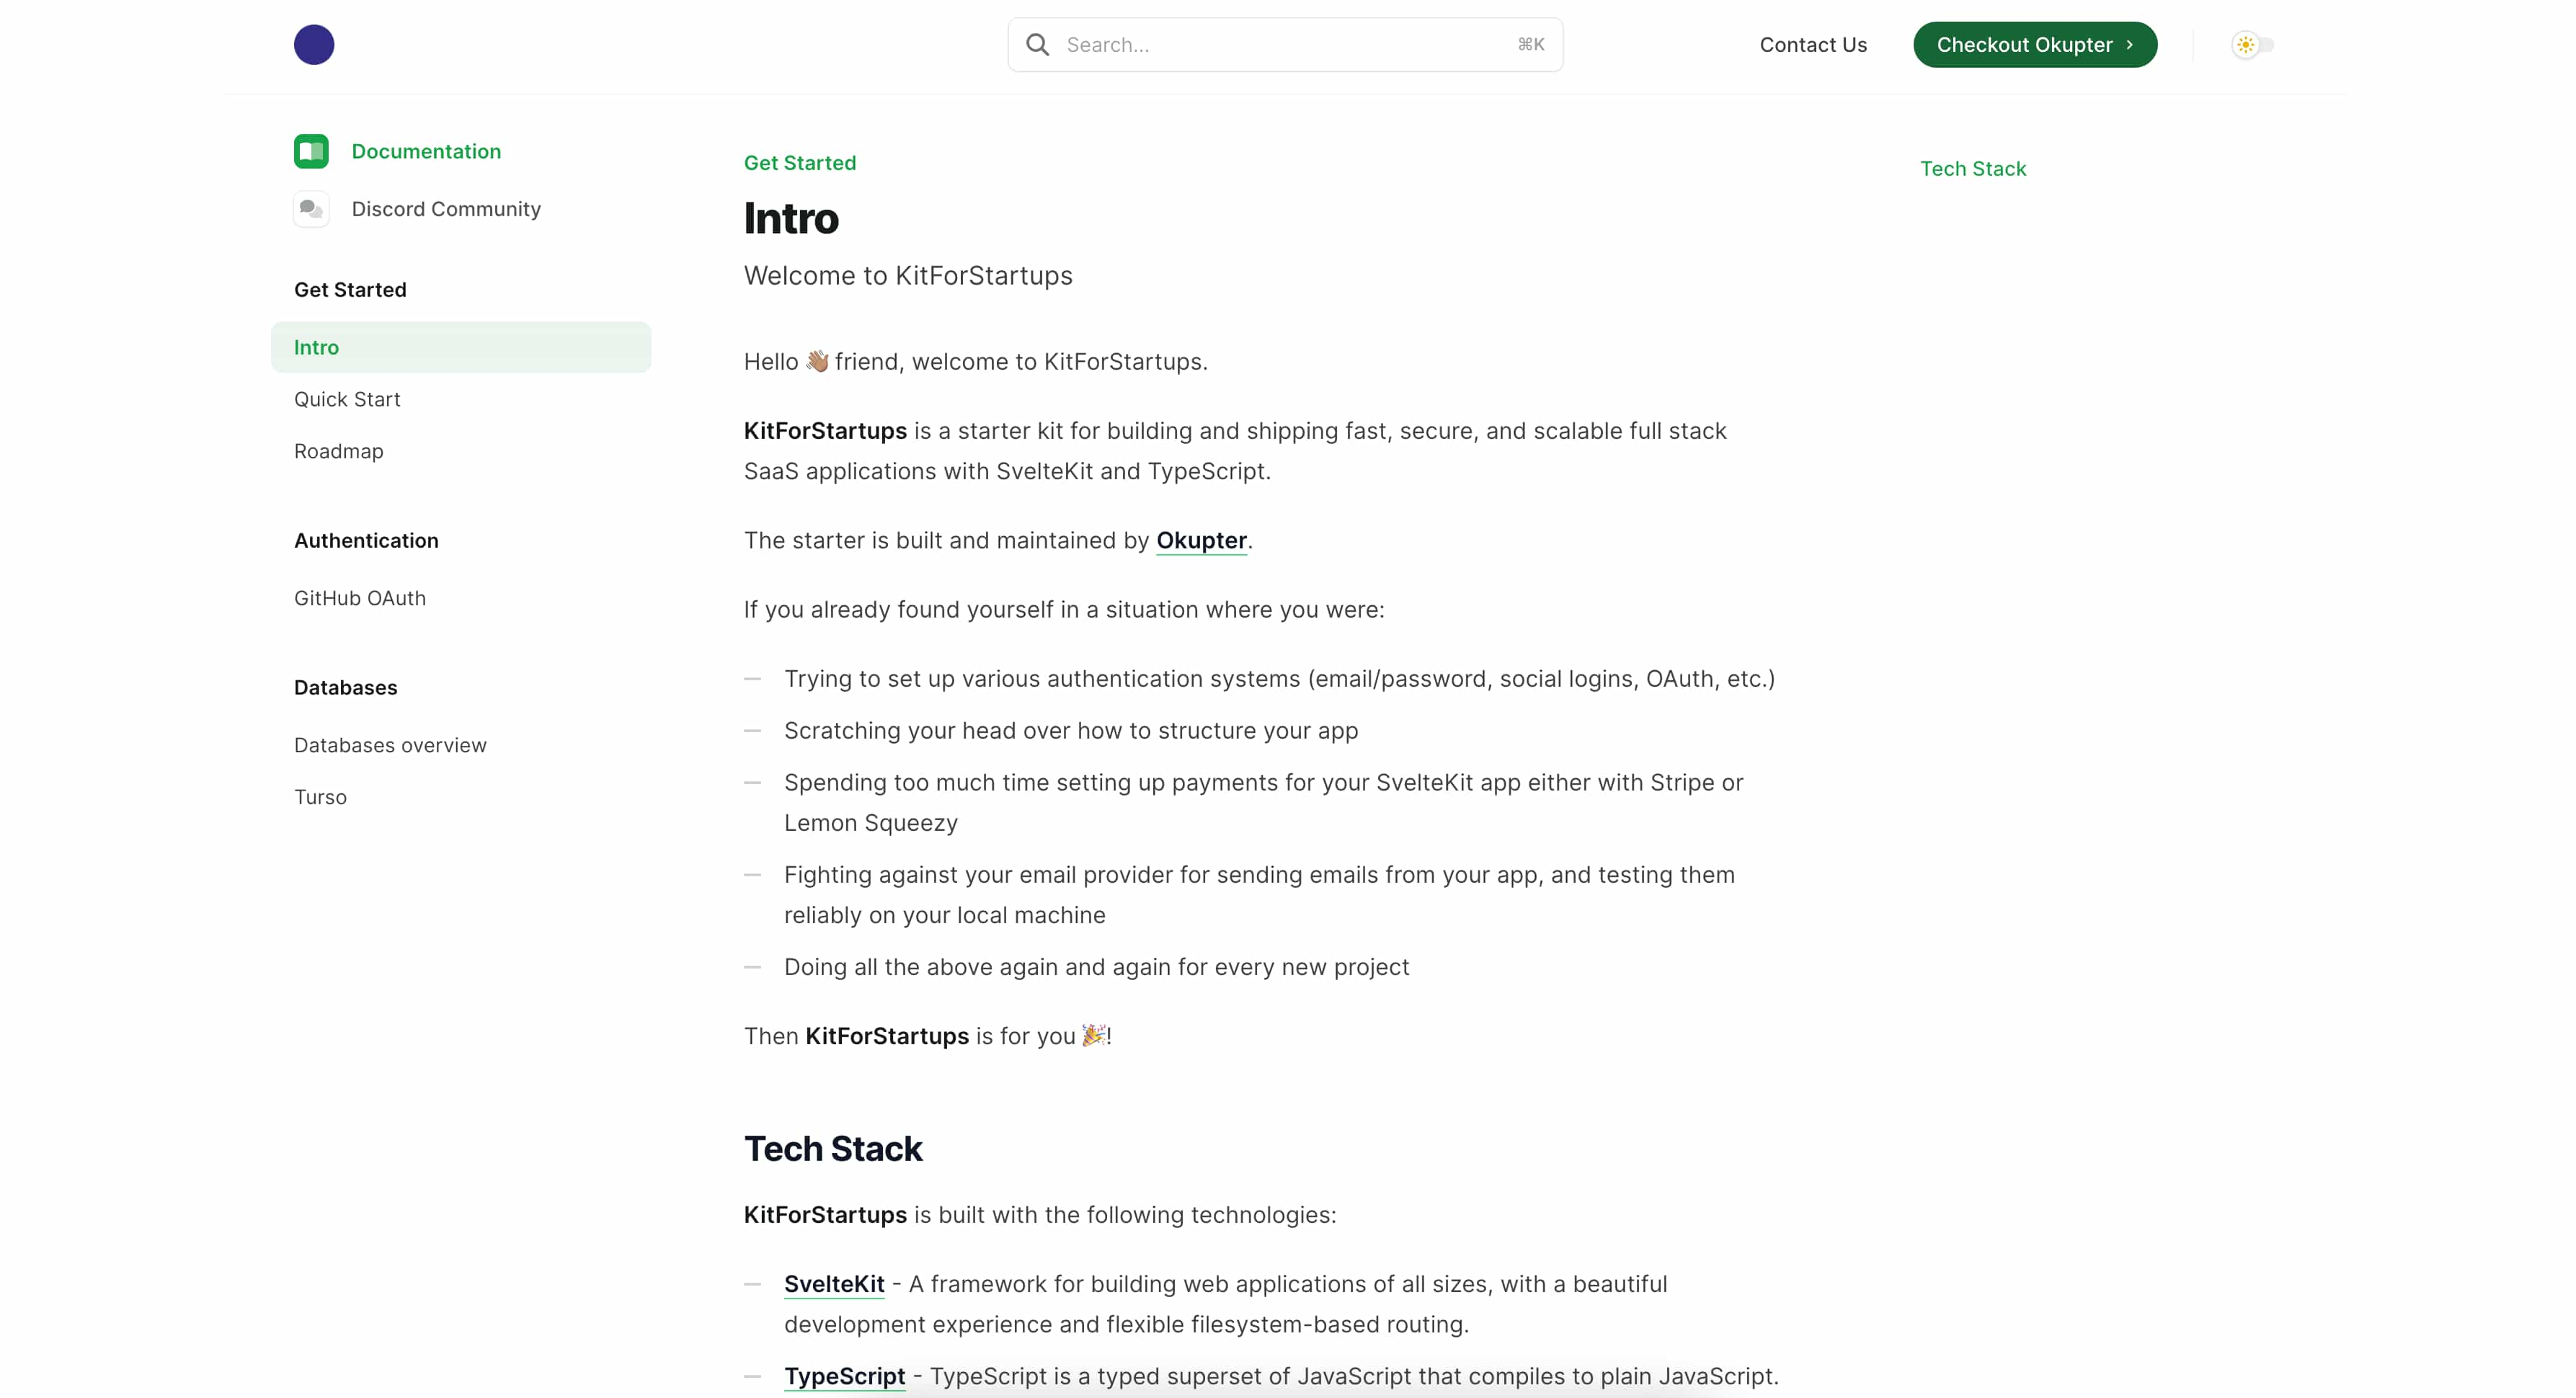 Search...
⌘K
Contact Us
Checkout Okupter
Documentation
Discord Community
Get Started
Intro
Quick Start
Roadmap
Authentication
GitHub OAuth
Databases
Databases overview
Turso
Get Started
Intro
Welcome to KitForStartups
Hello 👋🏽 friend, welcome to KitForStartups.
KitForStartups is a starter kit for building and shipping fast, secure, and scalable full stack
SaaS applications with SvelteKit and TypeScript.
The starter is built and maintained by Okupter.
If you already found yourself in a situation where you were:
Trying to set up various authentication systems (email/password, social logins, OAuth, etc.)
Scratching your head over how to structure your app
Spending too much time setting up payments for your SvelteKit app either with Stripe or
Lemon Squeezy
Fighting against your email provider for sending emails from your app, and testing them
reliably on your local machine
Doing all the above again and again for every new project
Then KitForStartups is for you 🎉!
Tech Stack
KitForStartups is built with the following technologies:
SvelteKit - A framework for building web applications of all sizes, with a beautiful
development experience and flexible filesystem-based routing.
TypeScript - TypeScript is a typed superset of JavaScript that compiles to plain JavaScript.
Tech Stack